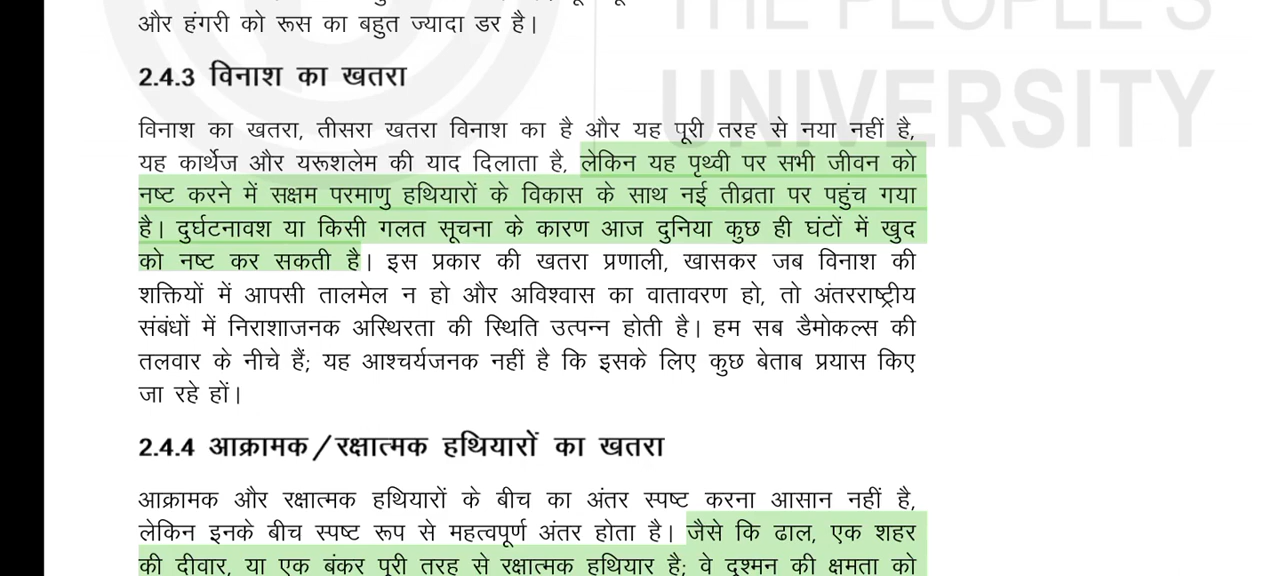 और हंगरी को रूस का बहुत ज्यादा डर है।
THE PEOPLE'S
UNIVERSITY
2.4.3 विनाश का खतरा
विनाश का खतरा, तीसरा खतरा विनाश का है और यह पूरी तरह से नया नहीं है,
यह कार्थेज और यरूशलेम की याद दिलाता है, लेकिन यह पृथ्वी पर सभी जीवन को
नष्ट करने में सक्षम परमाणु हथियारों के विकास के साथ नई तीव्रता पर पहुंच गया
है। दुर्घटनावश या किसी गलत सूचना के कारण आज दुनिया कुछ ही घंटों में खुद
को नष्ट कर सकती है। इस प्रकार की खतरा प्रणाली, खासकर जब विनाश की
शक्तियों में आपसी तालमेल न हो और अविश्वास का वातावरण हो, तो अंतरराष्ट्रीय
संबंधों में निराशाजनक अस्थिरता की स्थिति उत्पन्न होती है। हम सब डैमोकल्स की
तलवार के नीचे हैं; यह आश्चर्यजनक नहीं है कि इसके लिए कुछ बेताब प्रयास किए
जा रहे हों।
2.4.4 आक्रामक/रक्षात्मक हथियारों का खतरा
आक्रामक और रक्षात्मक हथियारों के बीच का अंतर स्पष्ट करना आसान नहीं है,
लेकिन इनके बीच स्पष्ट रूप से महत्वपूर्ण अंतर होता है। जैसे कि ढाल, एक शहर
की दीवार, या एक बंकर पूरी तरह से रक्षात्मक हथियार है; वे दुश्मन की क्षमता को